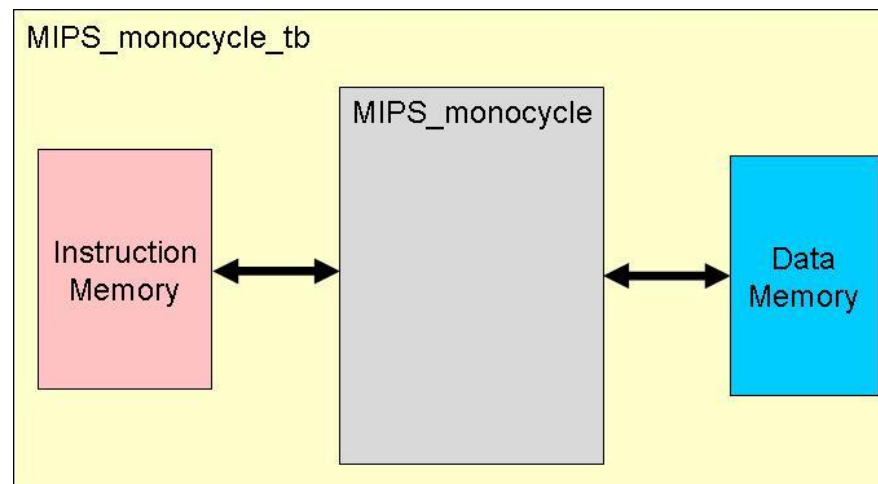 MIPS_monocycle_tb
MIPS_monocycle
Instruction
Memory
Data
Memory